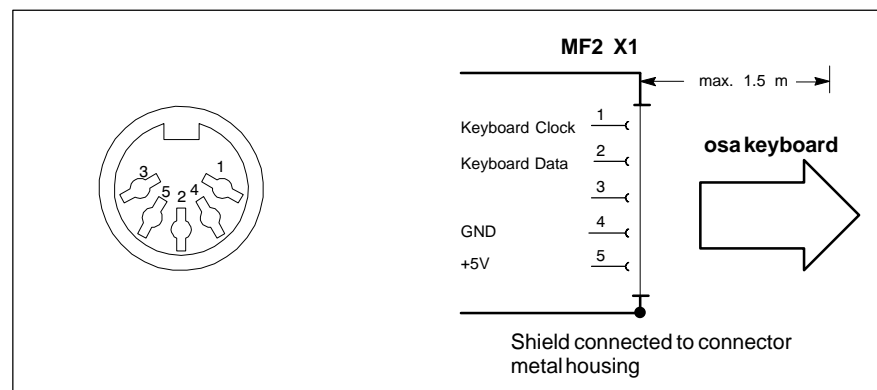 MF2 X1
max. 1.5 m
3 1
5 2 4
Keyboard Clock 1
Keyboard Data 2
3
GND 4
+5V 5
osa keyboard
Shield connected to connector
metal housing